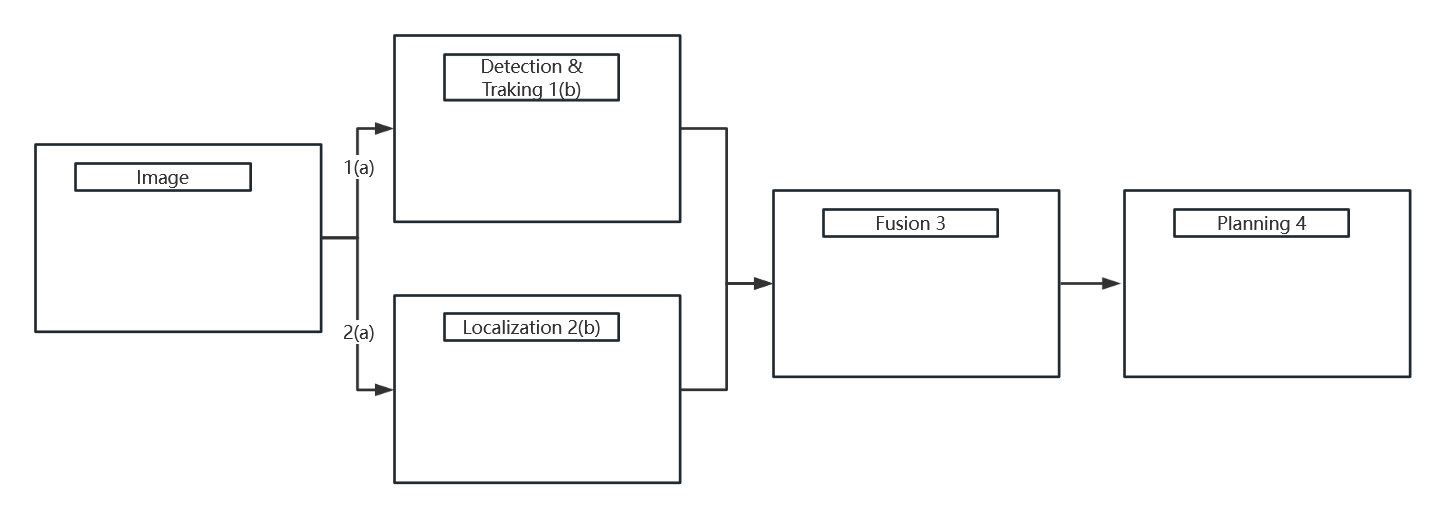 Image
1(a)
2(a)
Detection &
Traking 1(b)
Localization 2(b)
Fusion 3
Planning 4